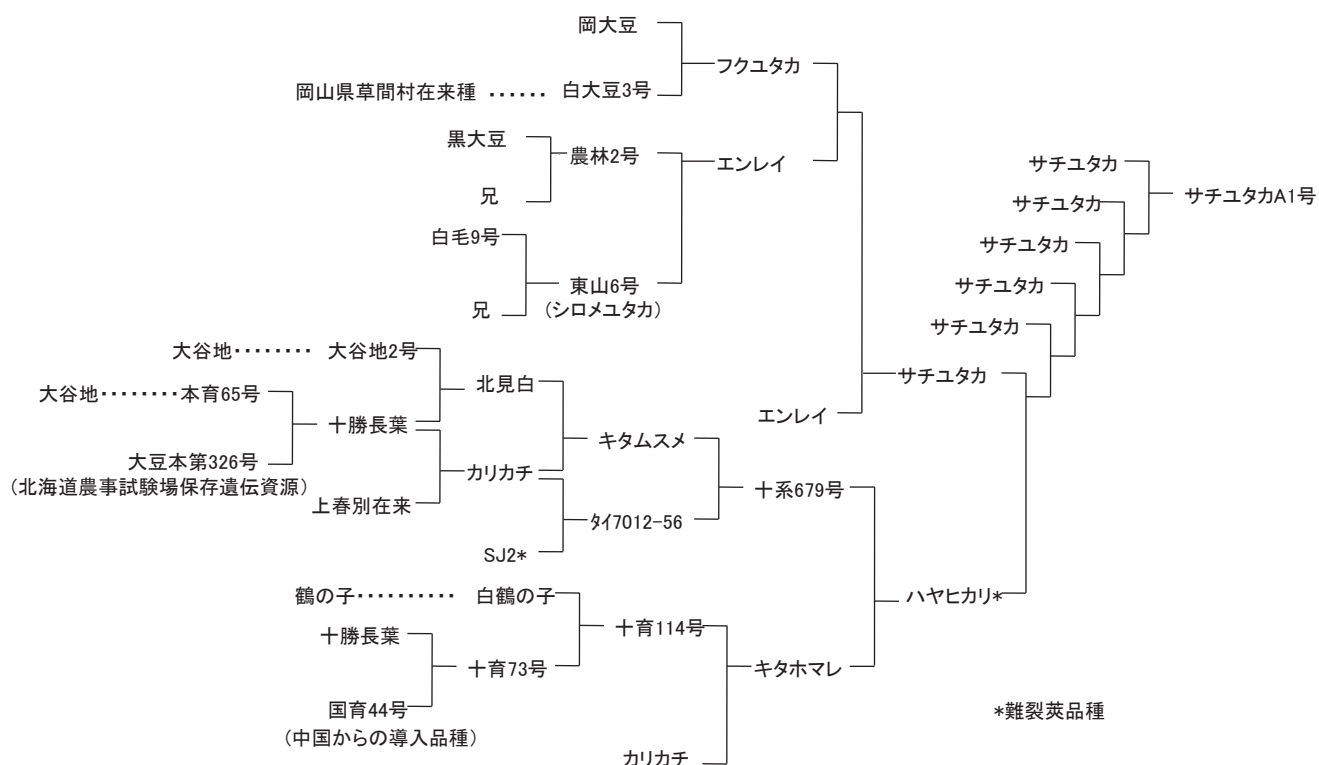 岡大豆
フクユタカ
岡山県草間村在来種 ‥‥‥ 白大豆3号
黒大豆
農林2号
エンレイ
兄
白毛9号
東山6号
(シロメユタカ)
兄
サチユタカ
サチユタカA1号
サチユタカ
サチユタカ
サチユタカ
サチユタカ
大谷地‥‥‥‥ 大谷地2号
北見白
サチユタカ
大谷地‥‥‥‥本育65号
十勝長葉
エンレイ
キタムスメ
大豆本第326号
(北海道農事試験場保存遺伝資源)
カリカチ
上春別在来
十系679号
タイ7012-56
SJ2*
鶴の子‥‥‥‥‥ 白鶴の子
ハヤヒカリ*
十勝長葉
十育114号
十育73号
キタホマレ
国育44号
(中国からの導入品種)
*難裂莢品種
カリカチ